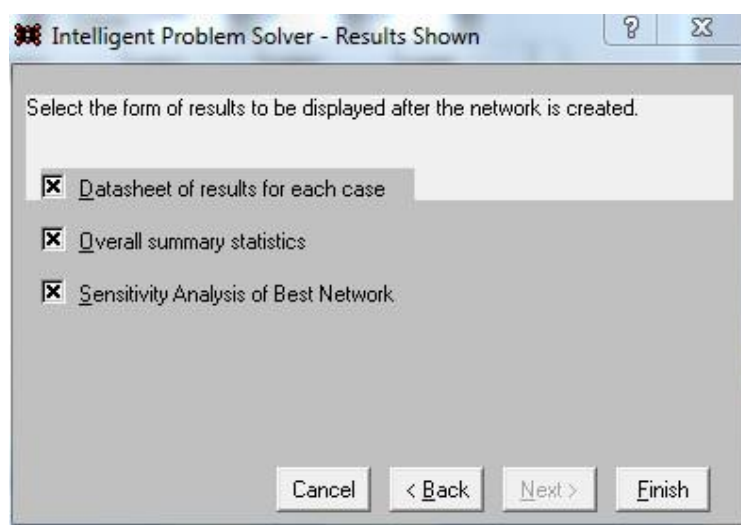 Intelligent Problem Solver - Results Shown
Select the form of results to be displayed after the network is created.
Datasheet of results for each case
Overall summary statistics
Sensitivity Analysis of Best Network
Cancel < Back Next > Finish